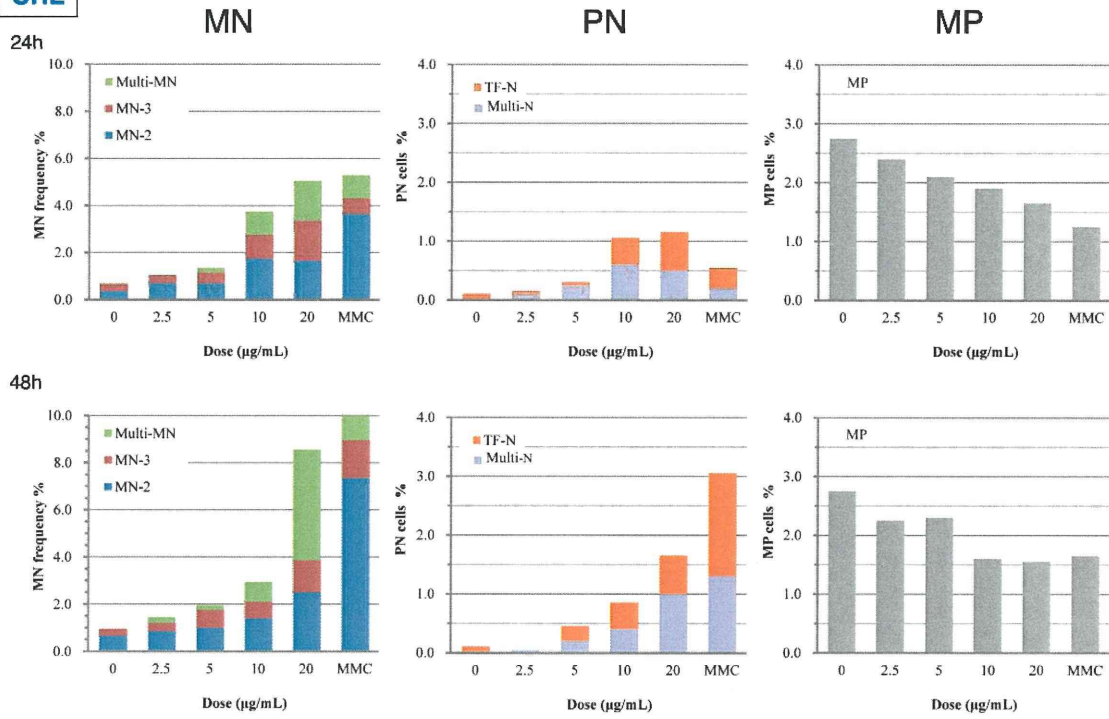 MN PN MP
24h
10.0
8.0
6.0
4.0
2.0
0.0
MN frequency %
Multi-MN
MN-3
MN-2
0 2.5 5 10 20 MMC
Dose (µg/mL)
4.0
3.0
2.0
1.0
0.0
PN cells %
TF-N
Multi-N
0 2.5 5 10 20 MMC
Dose (µg/mL)
4.0
3.0
2.0
1.0
0.0
MP cells %
MP
0 2.5 5 10 20 MMC
Dose (µg/mL)
48h
10.0
8.0
6.0
4.0
2.0
0.0
MN frequency %
Multi-MN
MN-3
MN-2
0 2.5 5 10 20 MMC
Dose (µg/mL)
4.0
3.0
2.0
1.0
0.0
PN cells %
TF-N
Multi-N
0 2.5 5 10 20 MMC
Dose (µg/mL)
4.0
3.0
2.0
1.0
0.0
MP cells %
MP
0 2.5 5 10 20 MMC
Dose (µg/mL)